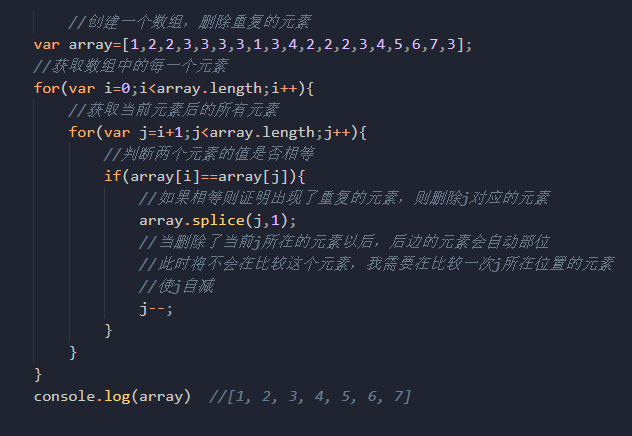 //创建一个数组，删除重复的元素
var array=[1,2,2,3,3,3,3,1,3,4,2,2,2,3,4,5,6,7,3];
//获取数组中的每一个元素
for(var i=0;i<array.length;i++){
//获取当前元素后的所有元素
for(var j=i+1;j<array.length;j++){
//判断两个元素的值是否相等
if(array[i]==array[j]){
//如果相等则证明出现了重复的元素，则删除j对应的元素
array.splice(j,1);
//当删除了当前j所在的元素以后，后边的元素会自动部位
//此时将不会在比较这个元素，我需要在比较一次j所在位置的元素
//使j自减
j--;
}
}
}
console.log(array)  //[1, 2, 3, 4, 5, 6, 7]